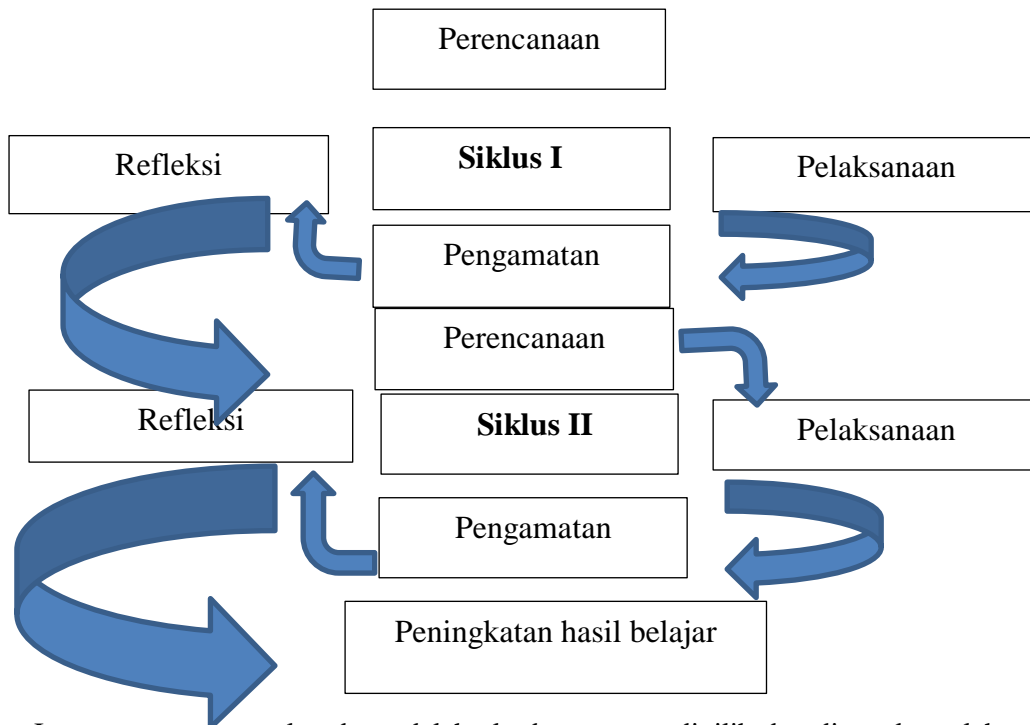 Perencanaan
Refleksi
Siklus I
Pelaksanaan
Pengamatan
Perencanaan
Refleksi
Siklus II
Pelaksanaan
Pengamatan
Peningkatan hasil belajar